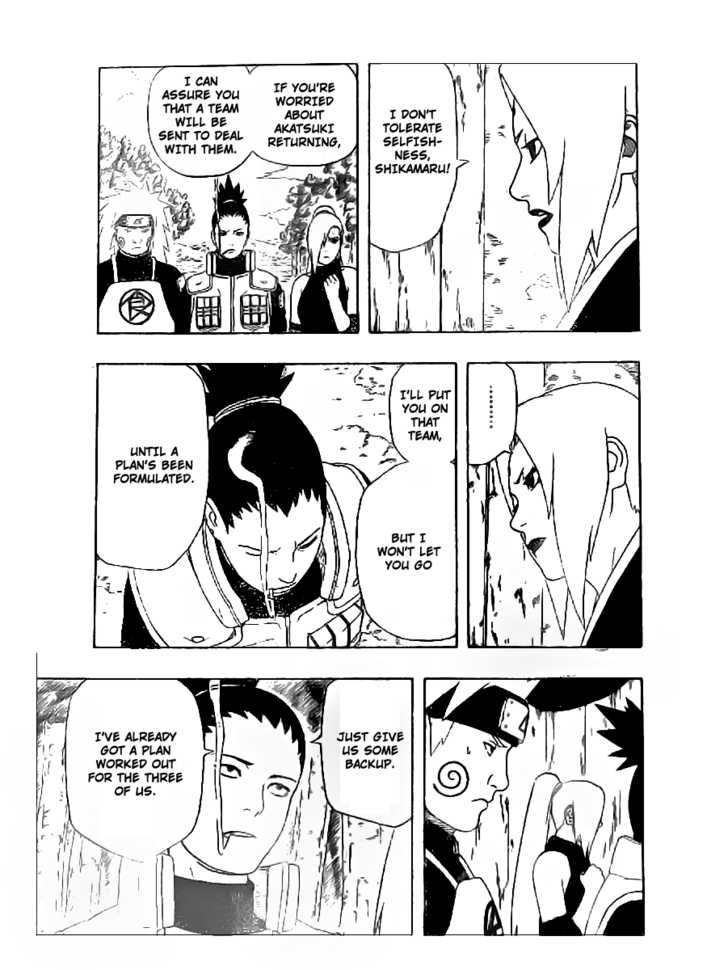 I DON'T
TOLERATE
SELFISH-
NESS,
SHIKAMARU!
IF YOU'RE
WORRIED
ABOUT
AKATSUKI
RETURNING,
I CAN
ASSURE YOU
THAT A TEAM
WILL BE
SENT TO DEAL
WITH THEM.
食
..........
I'LL PUT
YOU ON
THAT
TEAM,
BUT I
WON'T LET
YOU GO
UNTIL A
PLAN'S BEEN
FORMULATED.
JUST GIVE
US SOME
BACKUP.
I'VE ALREADY
GOT A PLAN
WORKED OUT
FOR THE THREE
OF US.